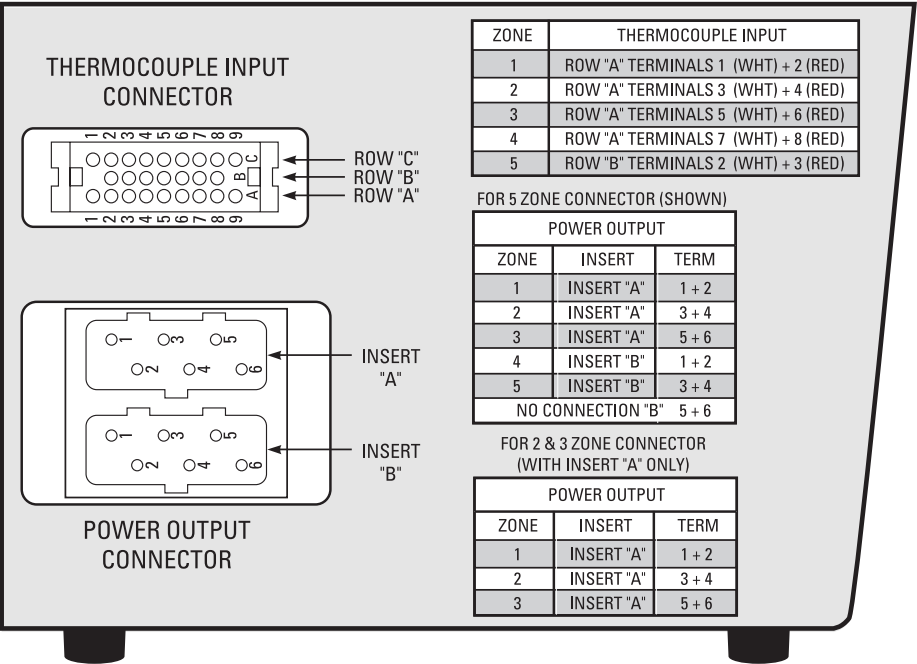 THERMOCOUPLE INPUT
CONNECTOR
1 2 3 4 5 6 7 8 9
C
B
A
1 2 3 4 5 6 7 8 9
ROW "C"
ROW "B"
ROW "A"
1 3 5
2 4 6
INSERT
"A"
1 3 5
2 4 6
INSERT
"B"
POWER OUTPUT
CONNECTOR
ZONE THERMOCOUPLE INPUT
1 ROW "A" TERMINALS 1 (WHT) + 2 (RED)
2 ROW "A" TERMINALS 3 (WHT) + 4 (RED)
3 ROW "A" TERMINALS 5 (WHT) + 6 (RED)
4 ROW "A" TERMINALS 7 (WHT) + 8 (RED)
5 ROW "B" TERMINALS 2 (WHT) + 3 (RED)
FOR 5 ZONE CONNECTOR (SHOWN)
POWER OUTPUT
ZONE INSERT TERM
1 INSERT "A" 1 + 2
2 INSERT "A" 3 + 4
3 INSERT "A" 5 + 6
4 INSERT "B" 1 + 2
5 INSERT "B" 3 + 4
NO CONNECTION "B" 5 + 6
FOR 2 & 3 ZONE CONNECTOR
(WITH INSERT "A" ONLY)
POWER OUTPUT
ZONE INSERT TERM
1 INSERT "A" 1 + 2
2 INSERT "A" 3 + 4
3 INSERT "A" 5 + 6